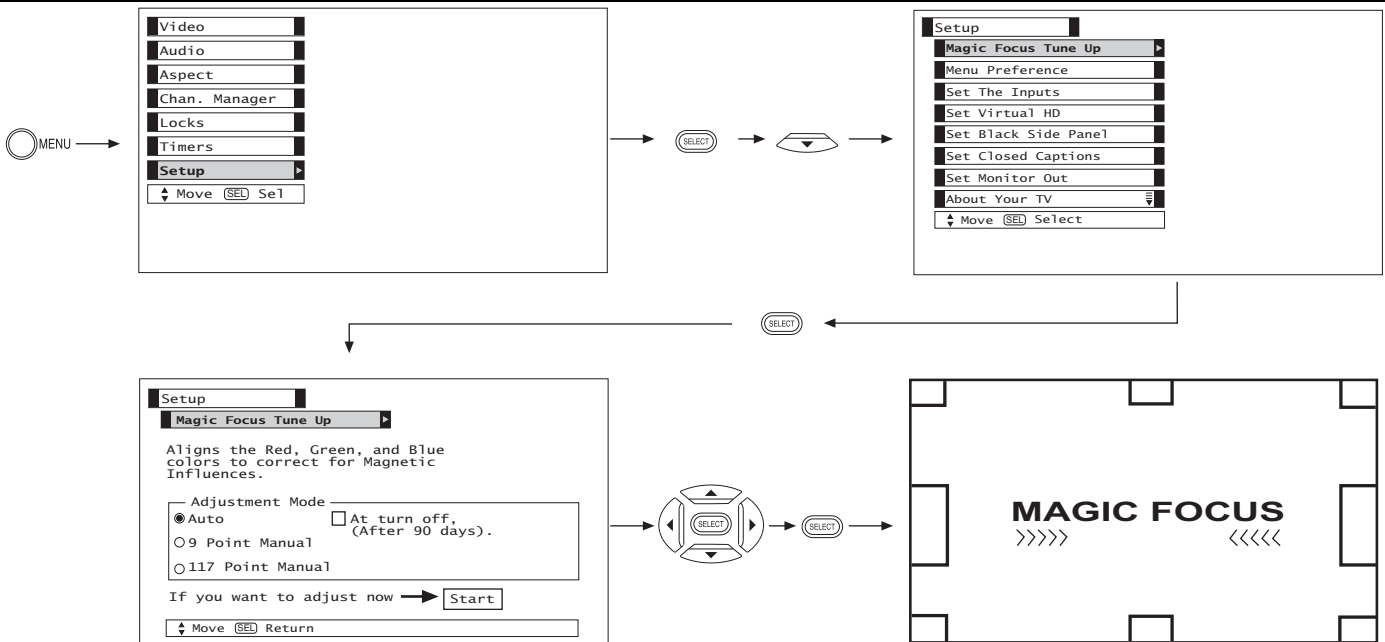 MENU
Video
Audio
Aspect
Chan. Manager
Locks
Timers
Setup
Move SEL Sel
SELECT
Setup
Magic Focus Tune Up
Menu Preference
Set The Inputs
Set Virtual HD
Set Black Side Panel
Set Closed Captions
Set Monitor Out
About Your TV
Move SEL Select
SELECT
Setup
Magic Focus Tune Up
Aligns the Red, Green, and Blue
colors to correct for Magnetic
Influences.
Adjustment Mode
Auto
At turn off,
(After 90 days).
9 Point Manual
117 Point Manual
If you want to adjust now
Start
Move SEL Return
SELECT
SELECT
MAGIC FOCUS